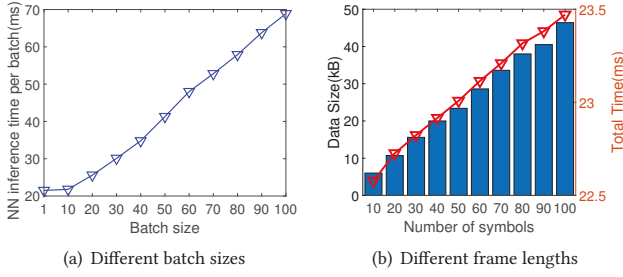 NN inference time per batch(ms)
70
60
50
40
30
20
1 10 20 30 40 50 60 70 80 90 100
Batch size
(a) Different batch sizes
Data Size(kB)
50
40
30
20
10
0
10 20 30 40 50 60 70 80 90 100
Number of symbols
23.5
23
22.5
Total Time(ms)
(b) Different frame lengths